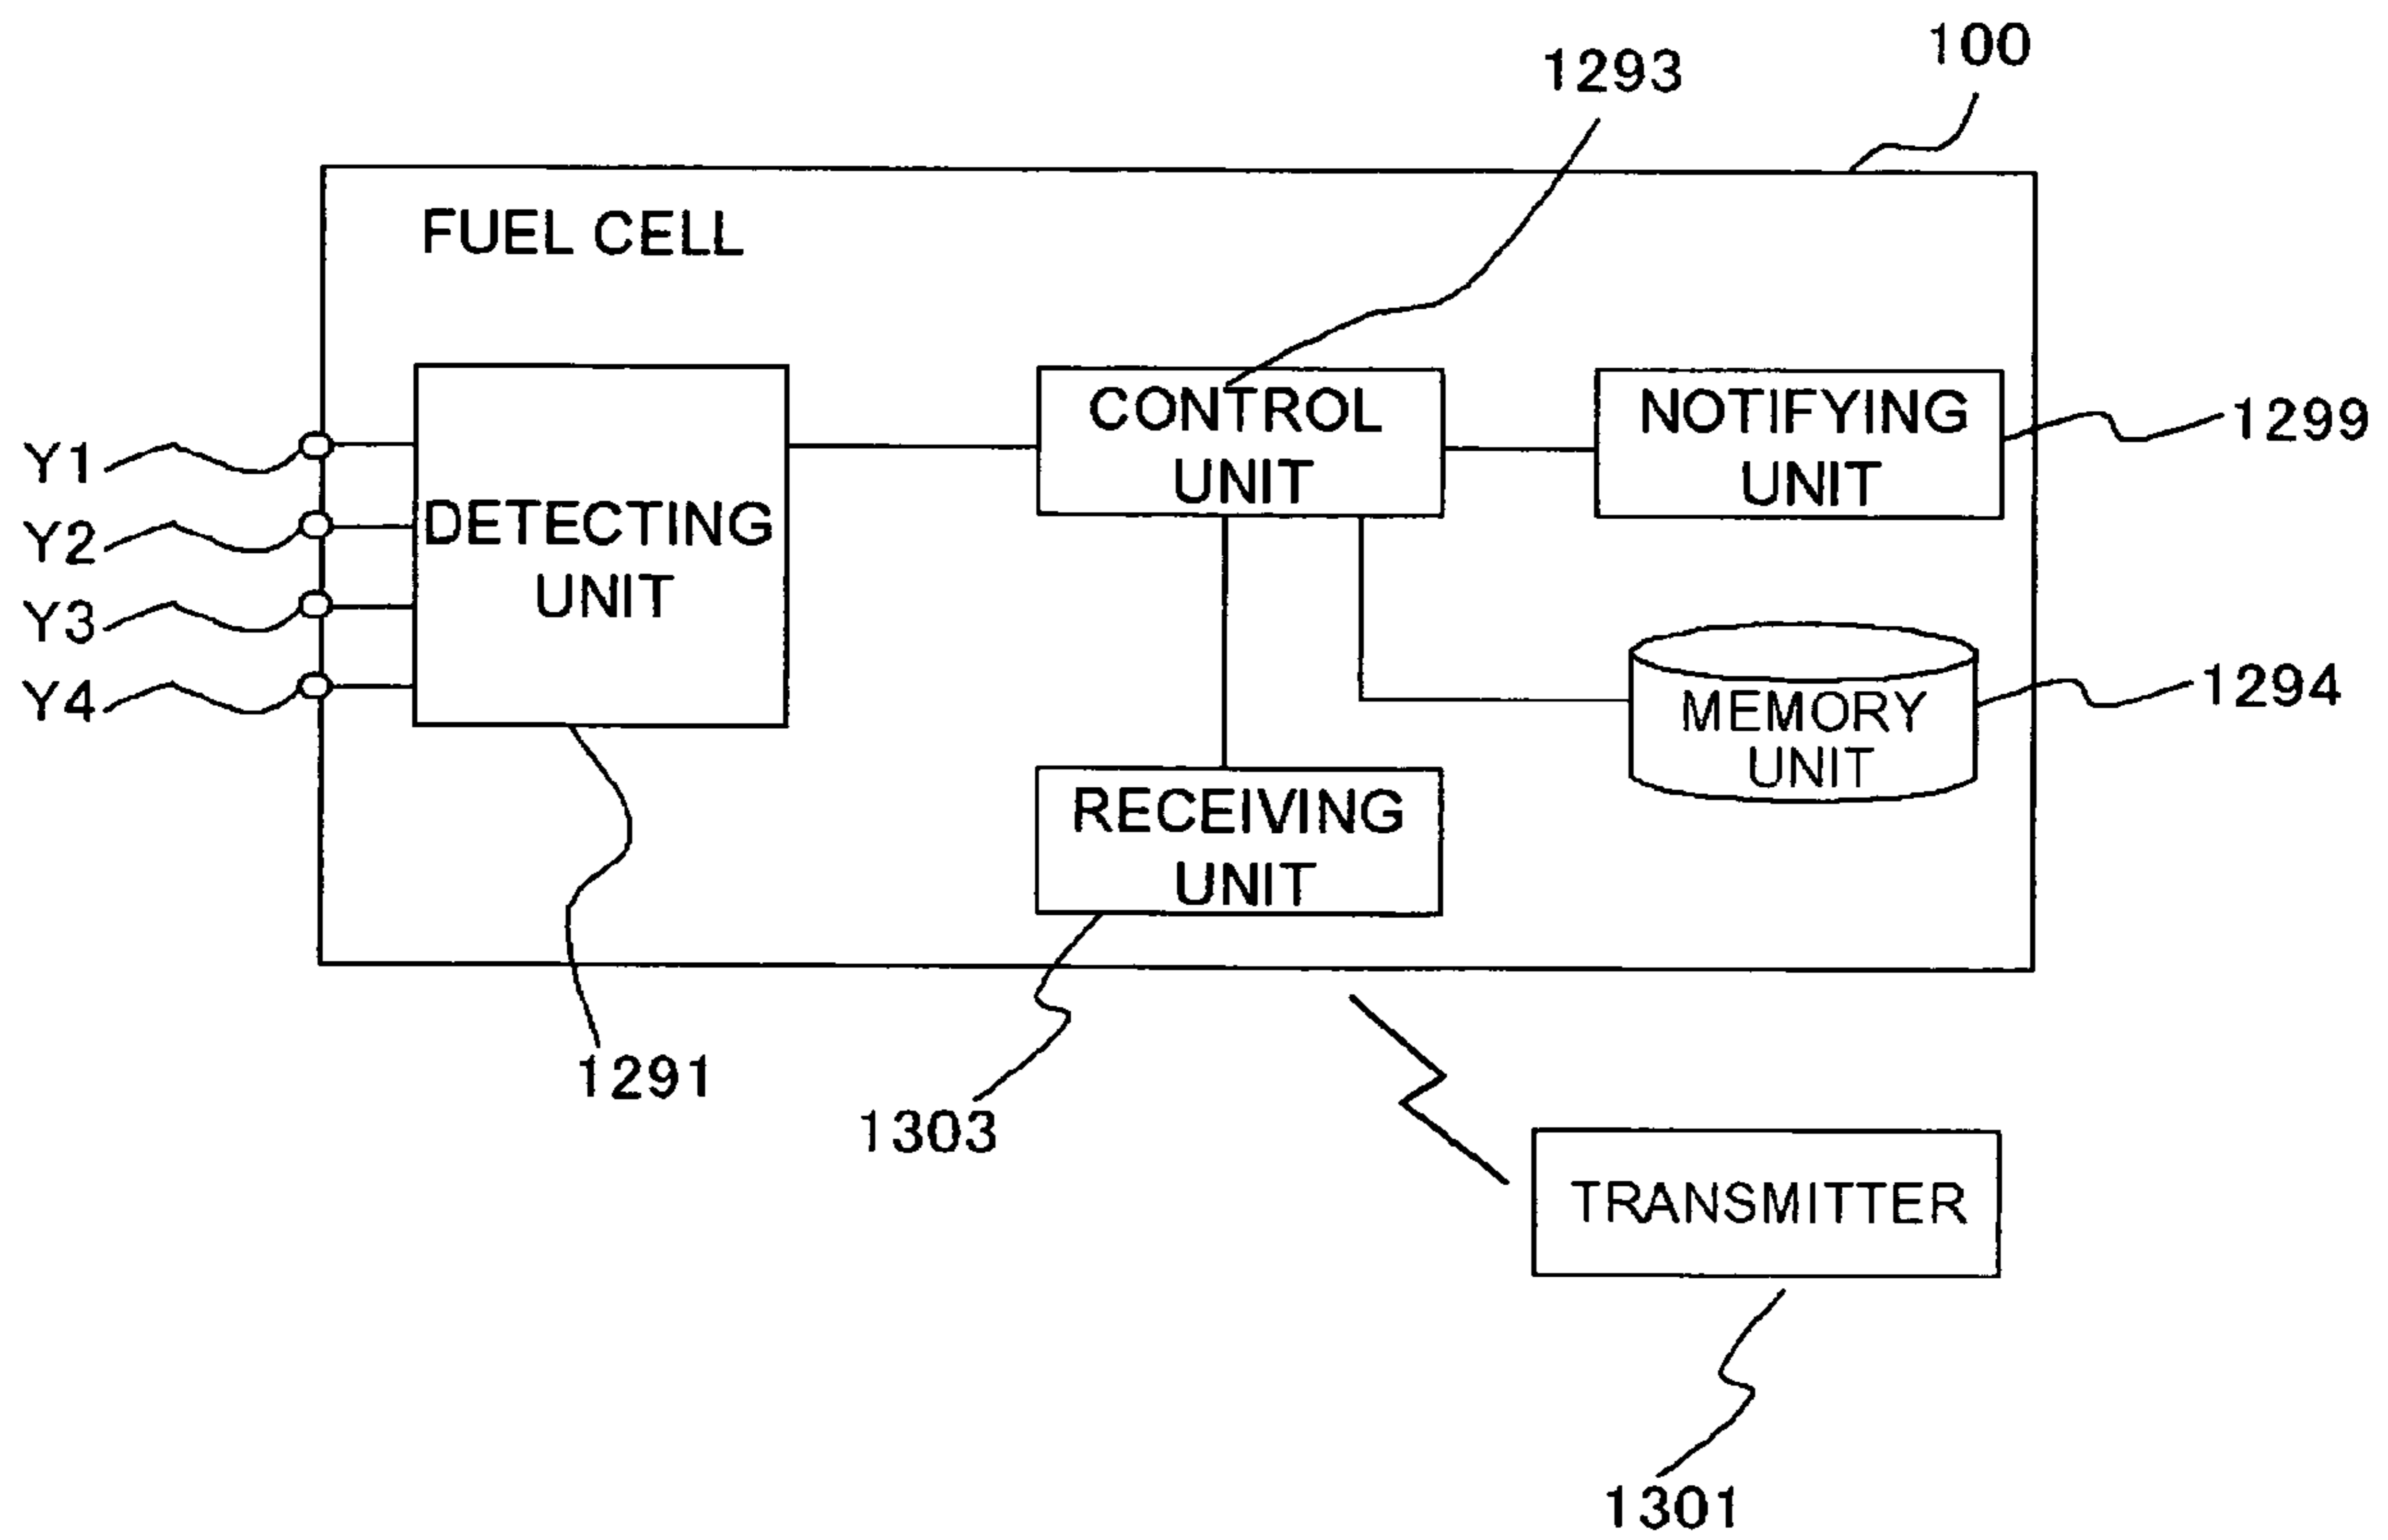 100
1293
FUEL CELL
CONTROL
UNIT
NOTIFYING
UNIT
1299
Y1
Y2
Y3
Y4
DETECTING
UNIT
MEMORY
UNIT
1294
RECEIVING
UNIT
1291
1303
TRANSMITTER
1301